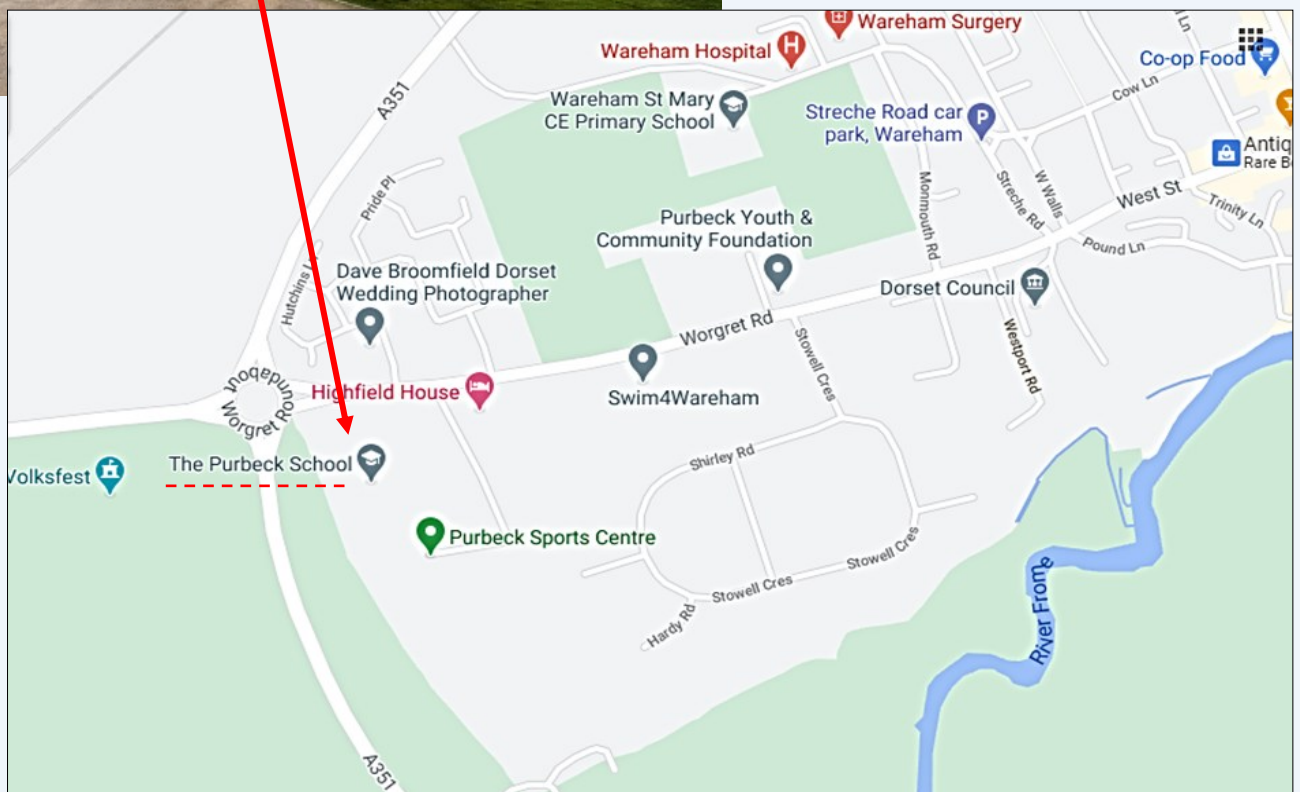 Wareham Surgery
Wareham Hospital
H
Co-op Food
A351
Wareham St Mary
CE Primary School
Cow Ln
Streche Road car
park, Wareham
P
Antiq
Rare B
Pride Pl
Monmouth Rd
Streche Rd
W Walls
West St
Trinity Ln
Purbeck Youth &
Community Foundation
Pound Ln
Dave Broomfield Dorset
Wedding Photographer
Hutchins L
Dorset Council
Worgret Rd
Stowell Cres
Westport Rd
Worgret Roundabout
Highfield House
Swim4Wareham
Shirley Rd
The Purbeck School
Volksfest
Purbeck Sports Centre
Stowell Cres
Stowell Cres
Hardy Rd
River Frome
A351